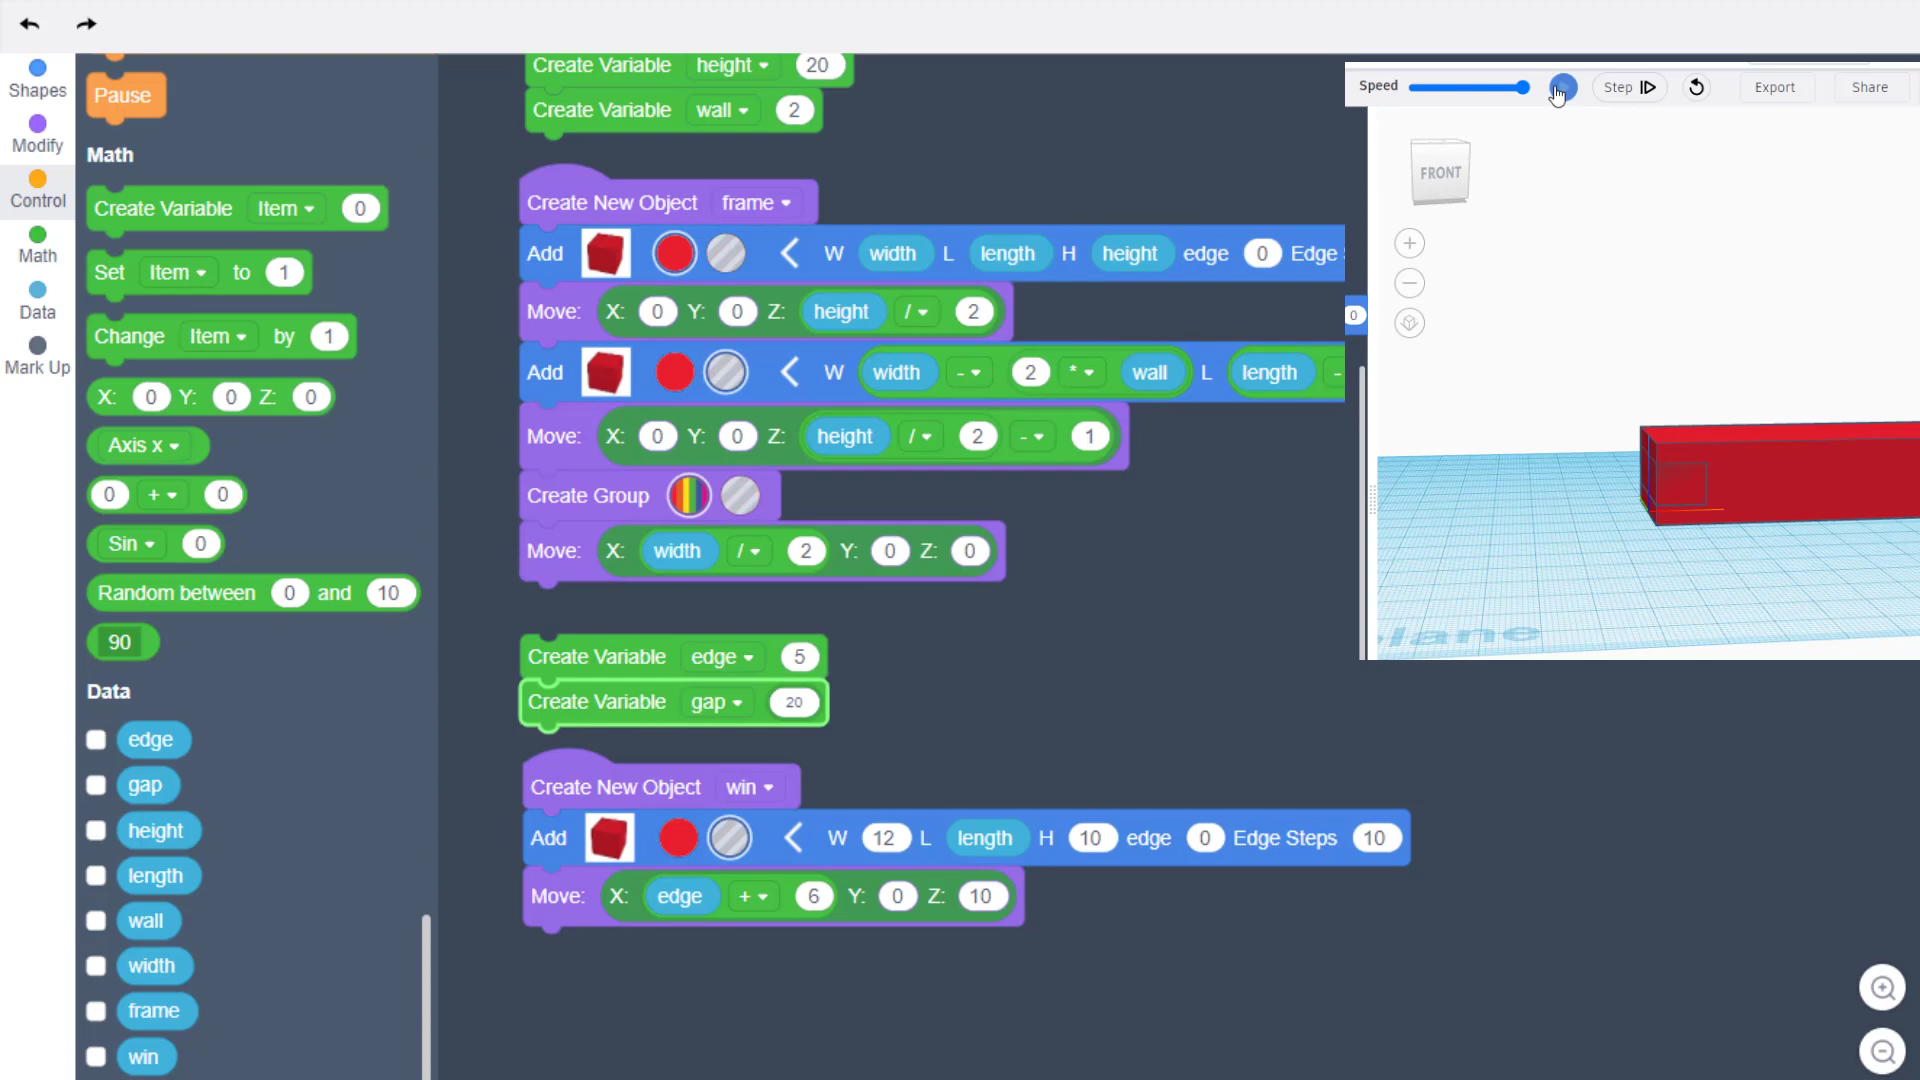 Shapes
Modify
Control
Math
Data
Mark Up
Pause
Math
Create Variable Item 0
Set Item to 1
Change Item by 1
X: 0 Y: 0 Z: 0
Axis x
0 + 0
Sin 0
Random between 0 and 10
90
Data
edge
gap
height
length
wall
width
frame
win
Create Variable height 20
Create Variable wall 2
Create New Object frame
Add W width L length H height edge 0 Edge
Move: X: 0 Y: 0 Z: height / 2
Add W width - 2 * wall L length -
Move: X: 0 Y: 0 Z: height / 2 - 1
Create Group
Move: X: width / 2 Y: 0 Z: 0
Create Variable edge 5
Create Variable gap 20
Create New Object win
Add W 12 L length H 10 edge 0 Edge Steps 10
Move: X: edge + 6 Y: 0 Z: 10
Speed Step Export Share
FRONT
0
lane